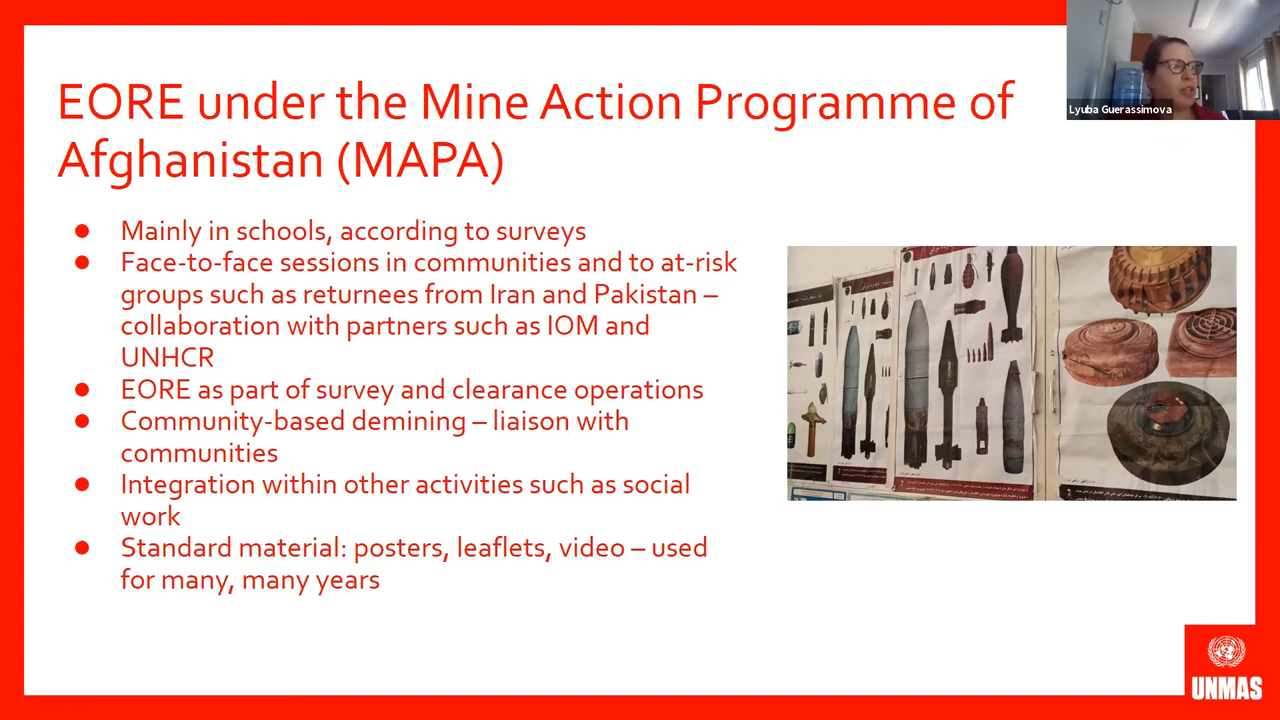 EORE under the Mine Action Programme of
Afghanistan (MAPA)
Lyuba Guerassimova
● Mainly in schools, according to surveys
● Face-to-face sessions in communities and to at-risk
groups such as returnees from Iran and Pakistan –
collaboration with partners such as IOM and
UNHCR
● EORE as part of survey and clearance operations
● Community-based demining – liaison with
communities
● Integration within other activities such as social
work
● Standard material: posters, leaflets, video – used
for many, many years
UNMAS